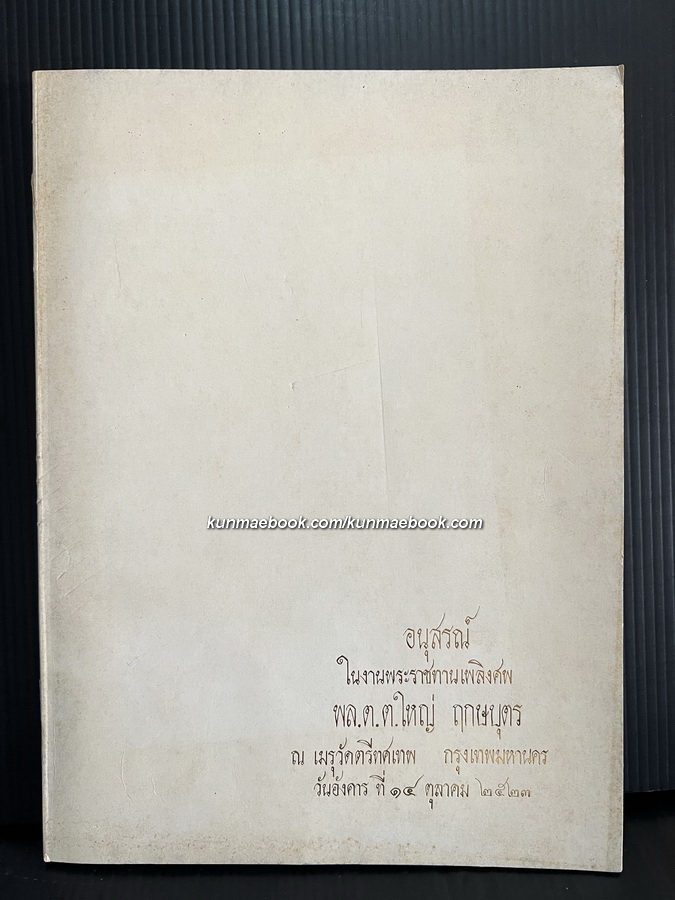 kunmaebook.com/kunmaebook.com
อนุสรณ์
ในงานพระราชทานเพลิงศพ
พล.ต.ต.ใหญ่ ฤกษบุตร
ณ เมรุวัดตรีทศเทพ กรุงเทพมหานคร
วันอังคาร ที่ ๑๔ ตุลาคม ๒๕๒๓